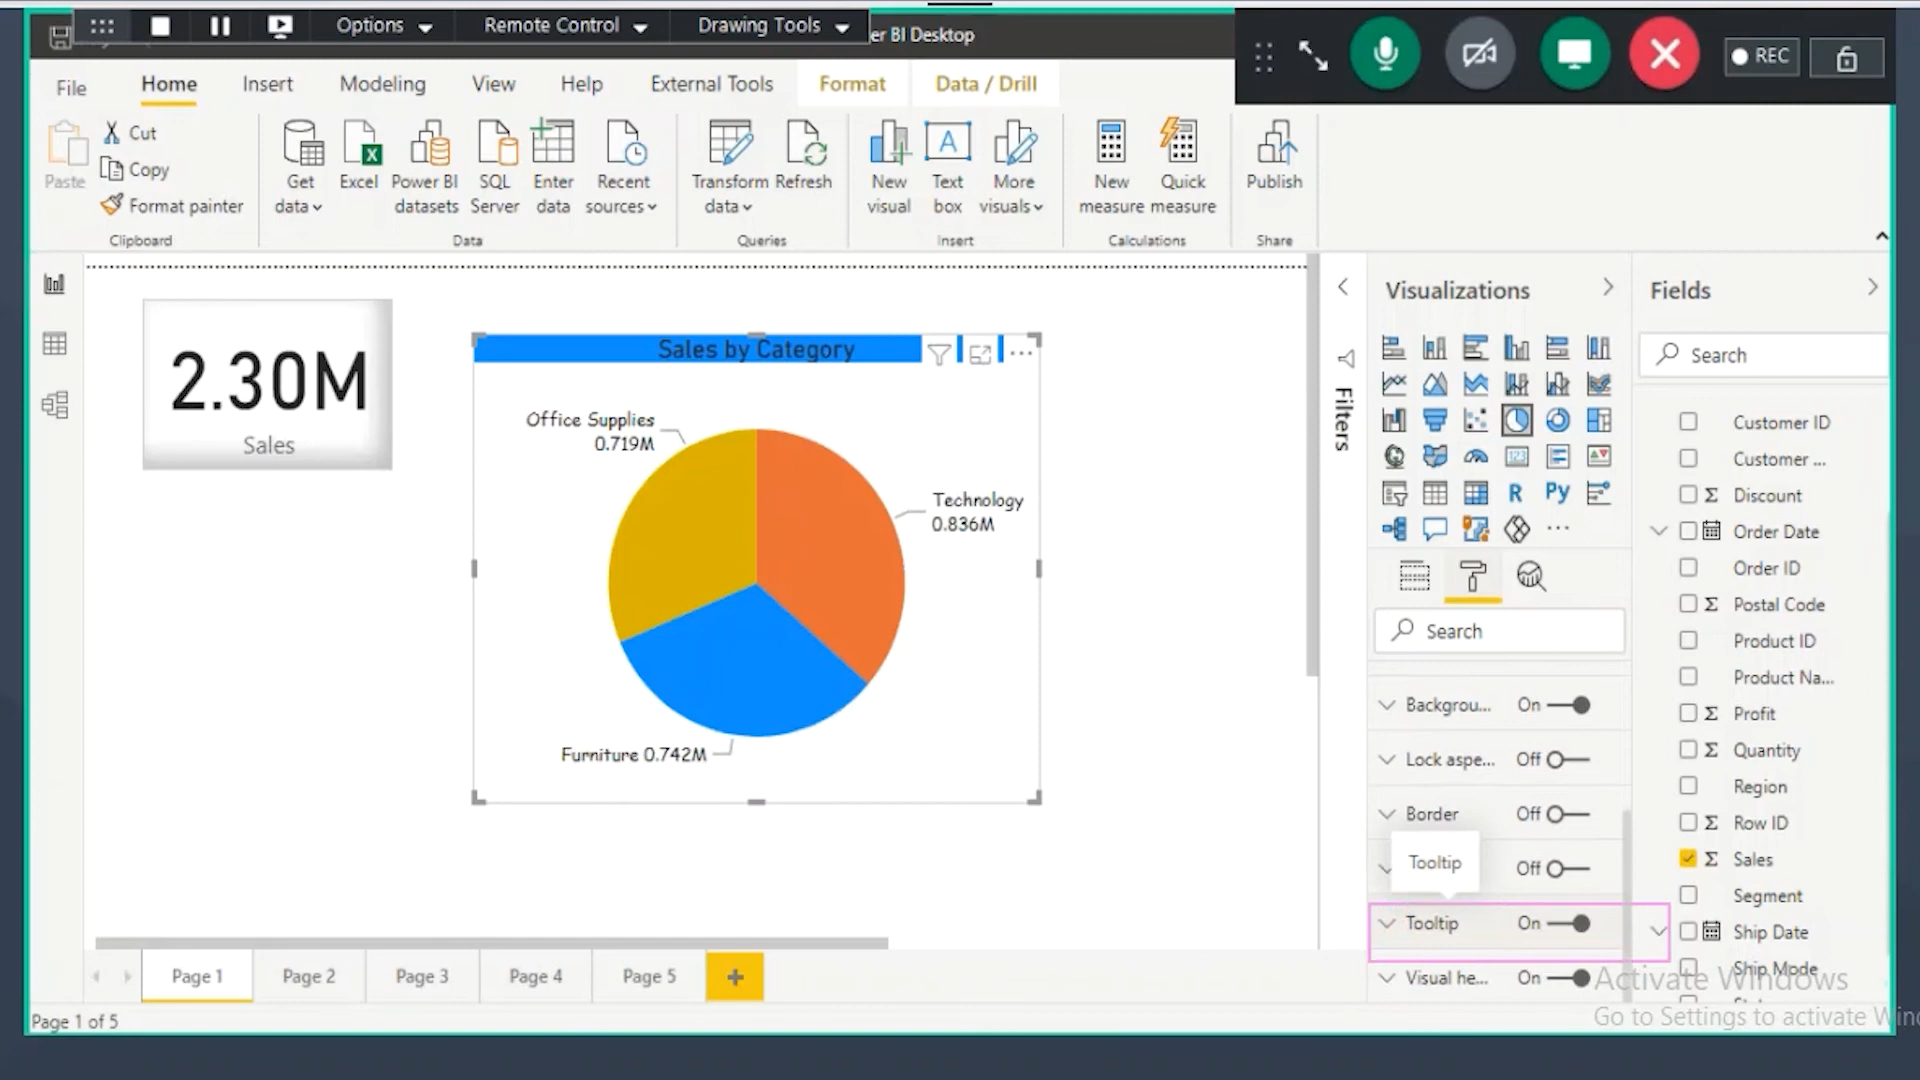 Options
Remote Control
Drawing Tools
er BI Desktop
REC
File
Home
Insert
Modeling
View
Help
External Tools
Format
Data / Drill
Paste
Cut
Copy
Format painter
Clipboard
Get
data
Excel
Power BI
datasets
SQL
Server
Enter
data
Recent
sources
Data
Transform
data
Refresh
Queries
New
visual
A
Text
box
More
visuals
Insert
New
measure
Quick
measure
Calculations
Publish
Share
2.30M
Sales
Sales by Category
Office Supplies
0.719M
Technology
0.836M
Furniture 0.742M
Filters
Visualizations
R
Py
Search
Backgrou... On
Lock aspe... Off
Border Off
Tooltip
Off
Tooltip On
Visual he... On
Fields
Search
Customer ID
Customer ...
Σ Discount
Order Date
Order ID
Σ Postal Code
Product ID
Product Na...
Σ Profit
Σ Quantity
Region
Σ Row ID
Σ Sales
Segment
Ship Date
Ship Mode
Activate Windows
Go to Settings to activate Win
Page 1
Page 2
Page 3
Page 4
Page 5
+
Page 1 of 5